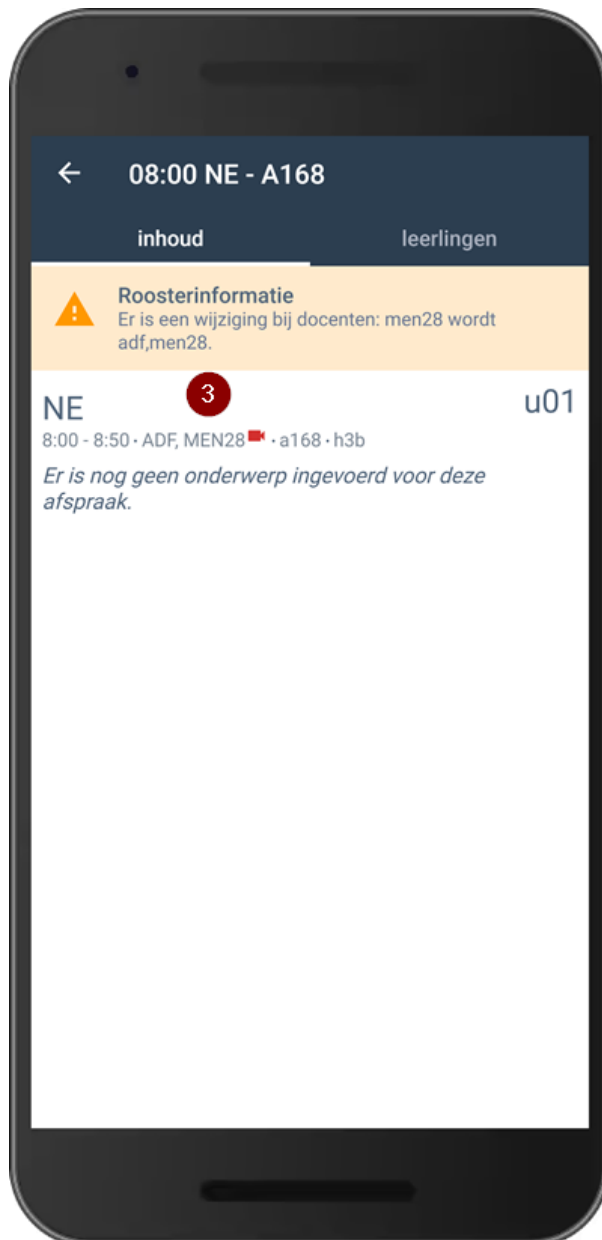 08:00 NE - A168
inhoud leerlingen
Roosterinformatie
Er is een wijziging bij docenten: men28 wordt
adf,men28.
3
NE u01
8:00 - 8:50 · ADF, MEN28 · a168 · h3b
Er is nog geen onderwerp ingevoerd voor deze
afspraak.